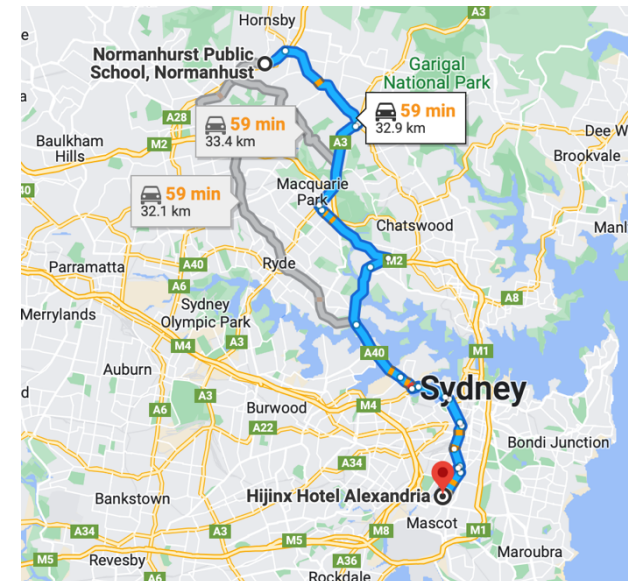 Hornsby
A3
Normanhurst Public
School, Normanhust
Garigal
National Park
A28
59 min
33.4 km
59 min
32.9 km
Dee W
Baulkham
Hills
M2
A3
Brookvale
40
Macquarie
Park
59 min
32.1 km
Chatswood
Manl
M2
Parramatta
A40
Ryde
A6
A8
Merrylands
Sydney
Olympic Park
M4
A3
M1
A40
Auburn
d
Sydney
A6
A3
Burwood
M4
A22
Bondi Junction
A34
Hijinx Hotel Alexandria
Bankstown
Mascot
A34
A3
M8
M1
M5
M5
Maroubra
Revesby
A36
A6
Rockdale